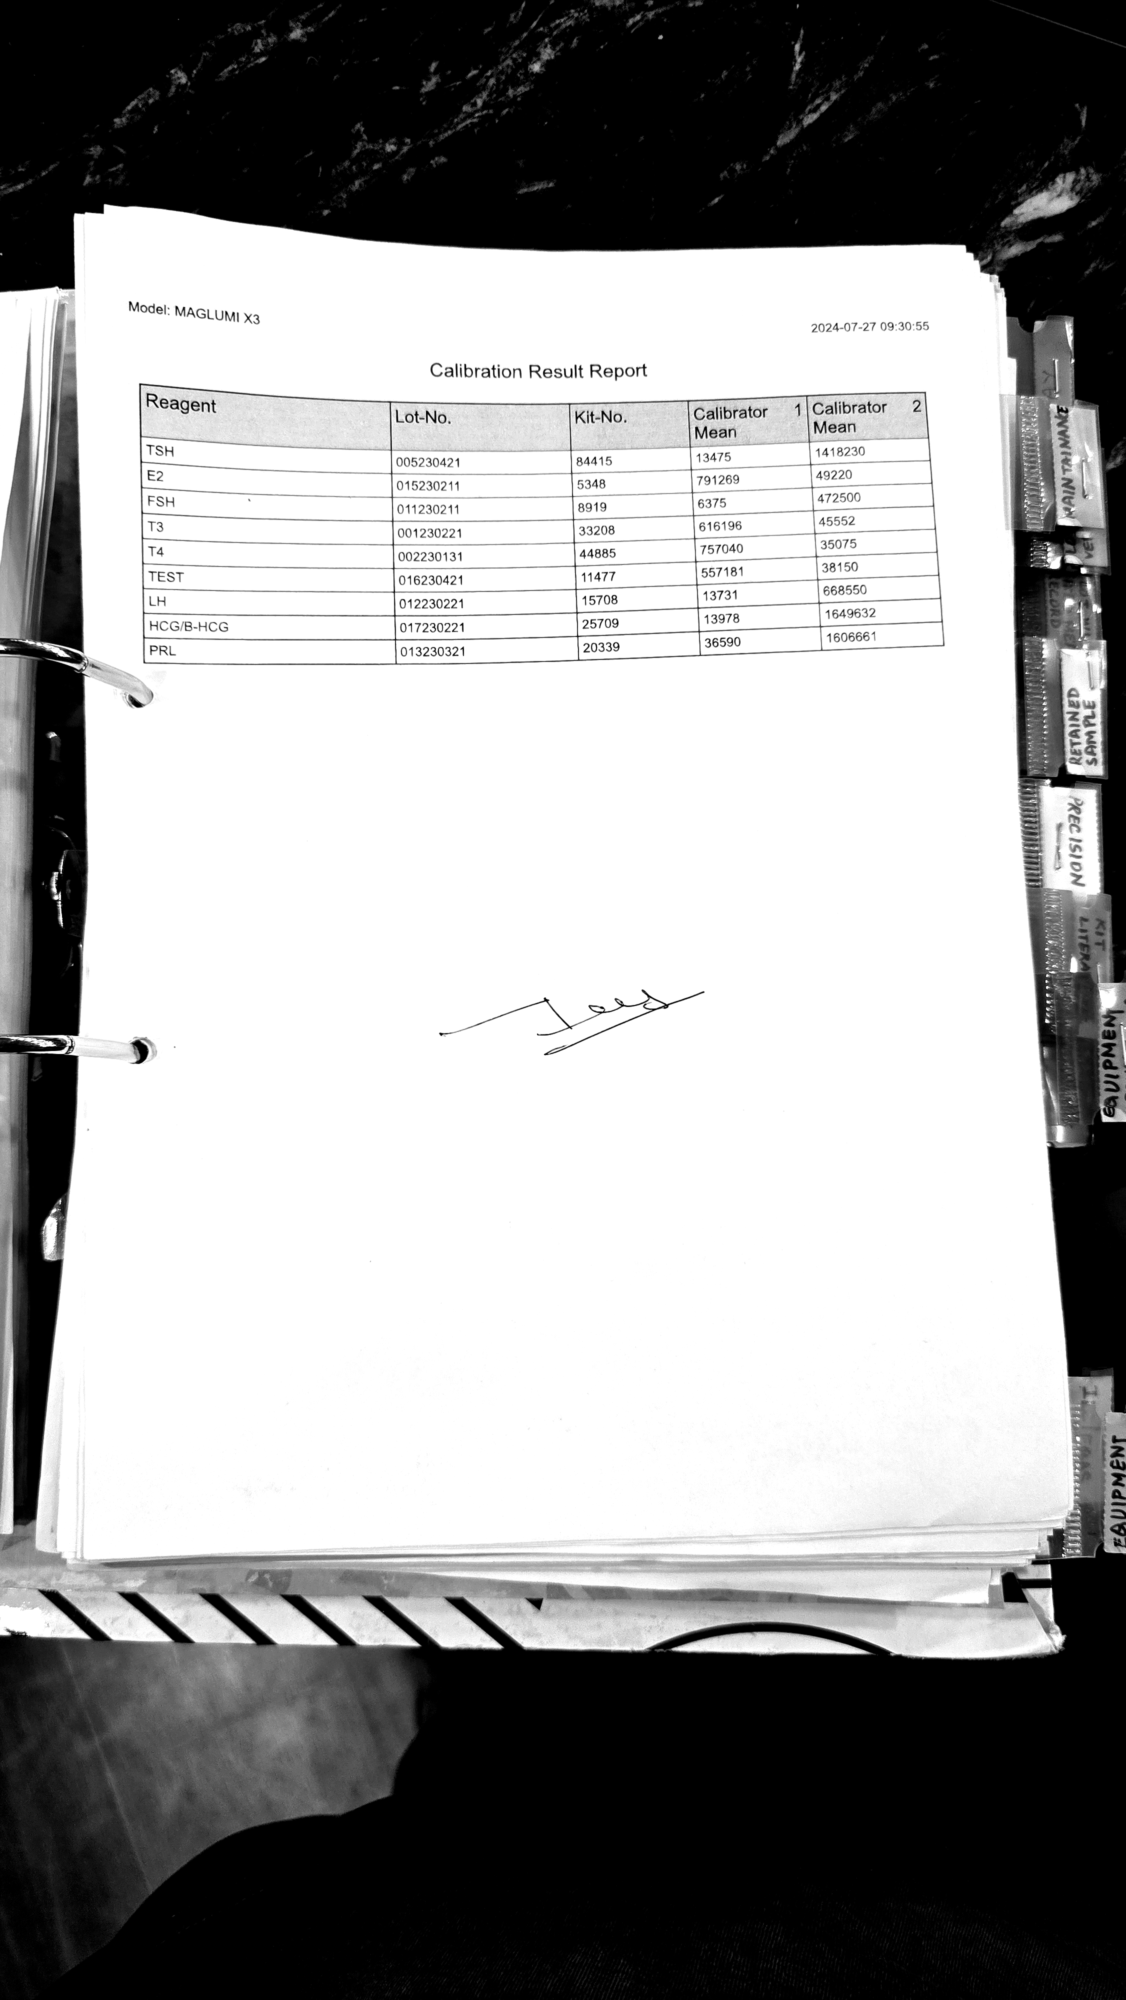 Model: MAGLUMI X3
2024-07-27 09:30:55
Calibration Result Report
Reagent Lot-No. Kit-No. Calibrator 1 Mean Calibrator 2 Mean
TSH 005230421 84415 13475 1418230
E2 015230211 5348 791269 49220
FSH 011230211 8919 6375 472500
T3 001230221 33208 616196 45552
T4 002230131 44885 757040 35075
TEST 016230421 11477 557181 38150
LH 012230221 15708 13731 668550
HCG/B-HCG 017230221 25709 13978 1649632
PRL 013230321 20339 36590 1606661
MAINTAINANE
RETAINED
SAMPLE
PRECISION
KIT
EQUIPMENT
EQUIPMENT